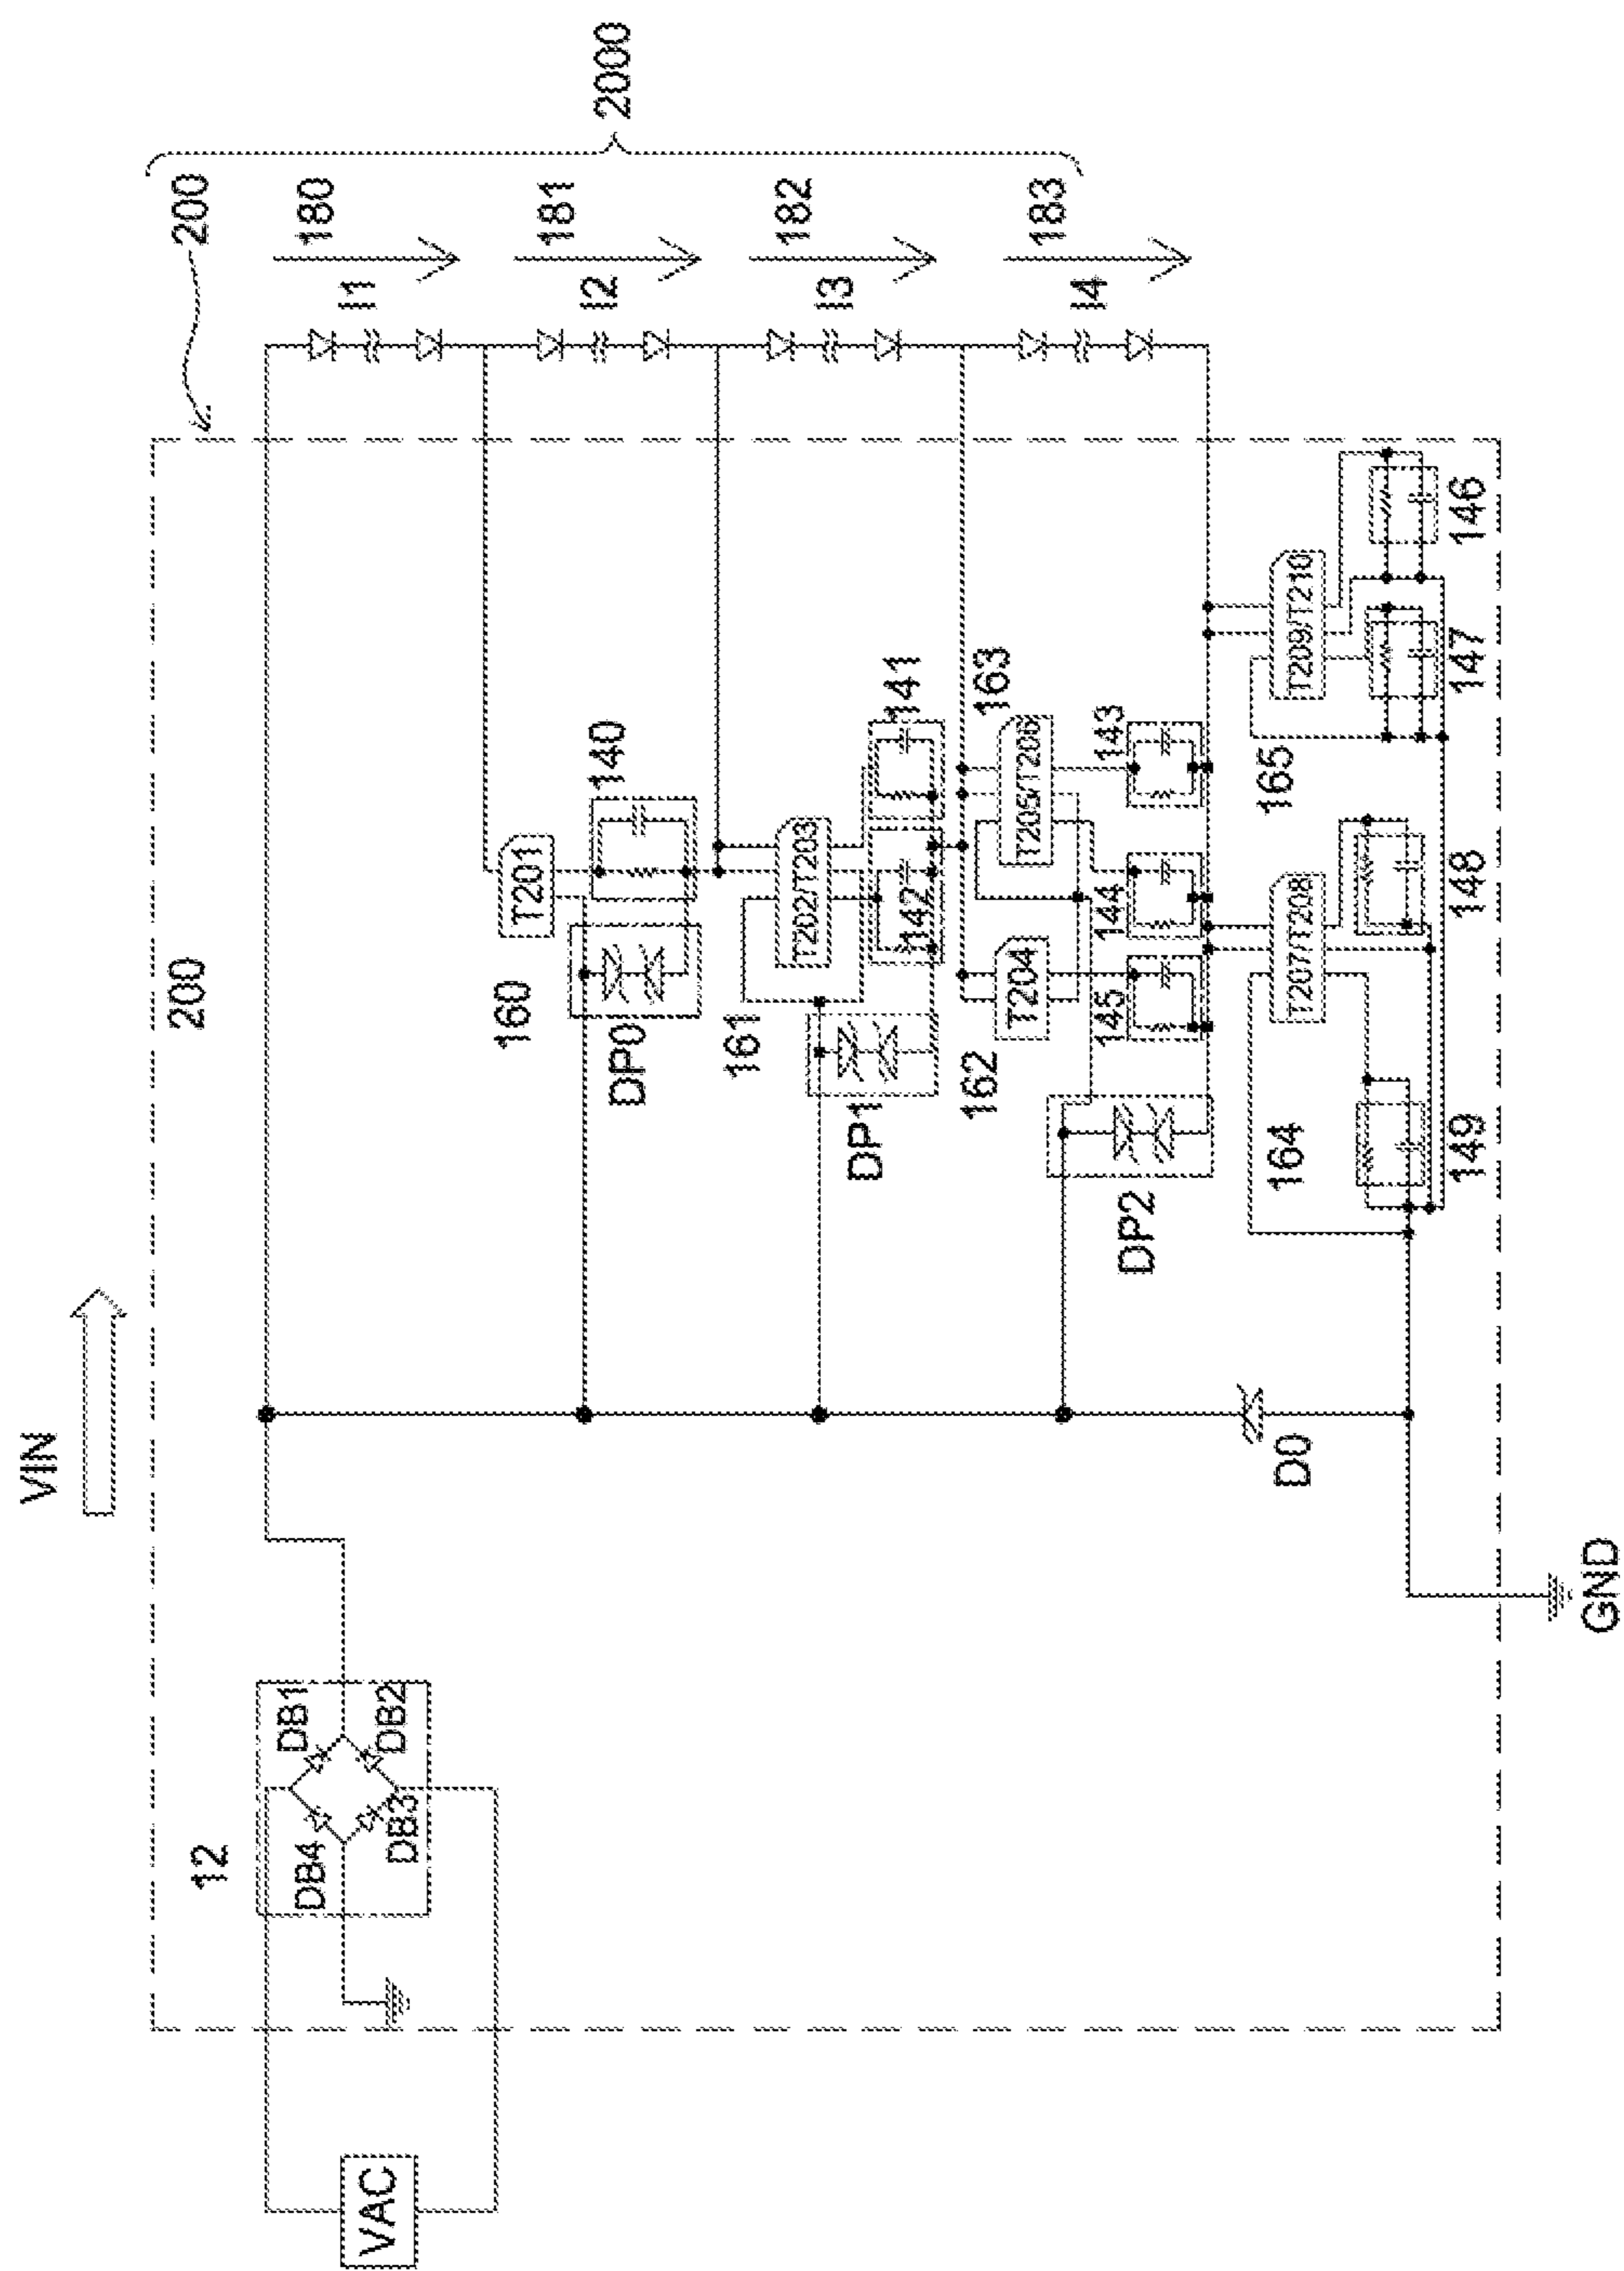 VIN
200
200
2000
180
I1
181
I2
182
I3
183
I4
12
DB1
DB2
DB3
DB4
VAC
160
T201
140
DP0
161
T202/T203
141
142
DP1
162
T204
163
T205/T206
143
144
145
DP2
164
T207/T208
148
149
165
T209/T210
146
147
D0
GND